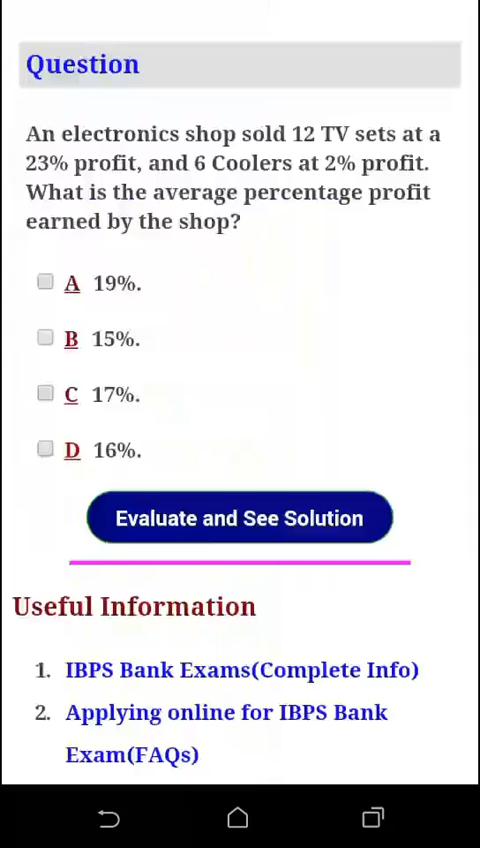 Question
An electronics shop sold 12 TV sets at a
23% profit, and 6 Coolers at 2% profit.
What is the average percentage profit
earned by the shop?
A 19%.
B 15%.
C 17%.
D 16%.
Evaluate and See Solution
Useful Information
1. IBPS Bank Exams(Complete Info)
2. Applying online for IBPS Bank
Exam(FAQs)